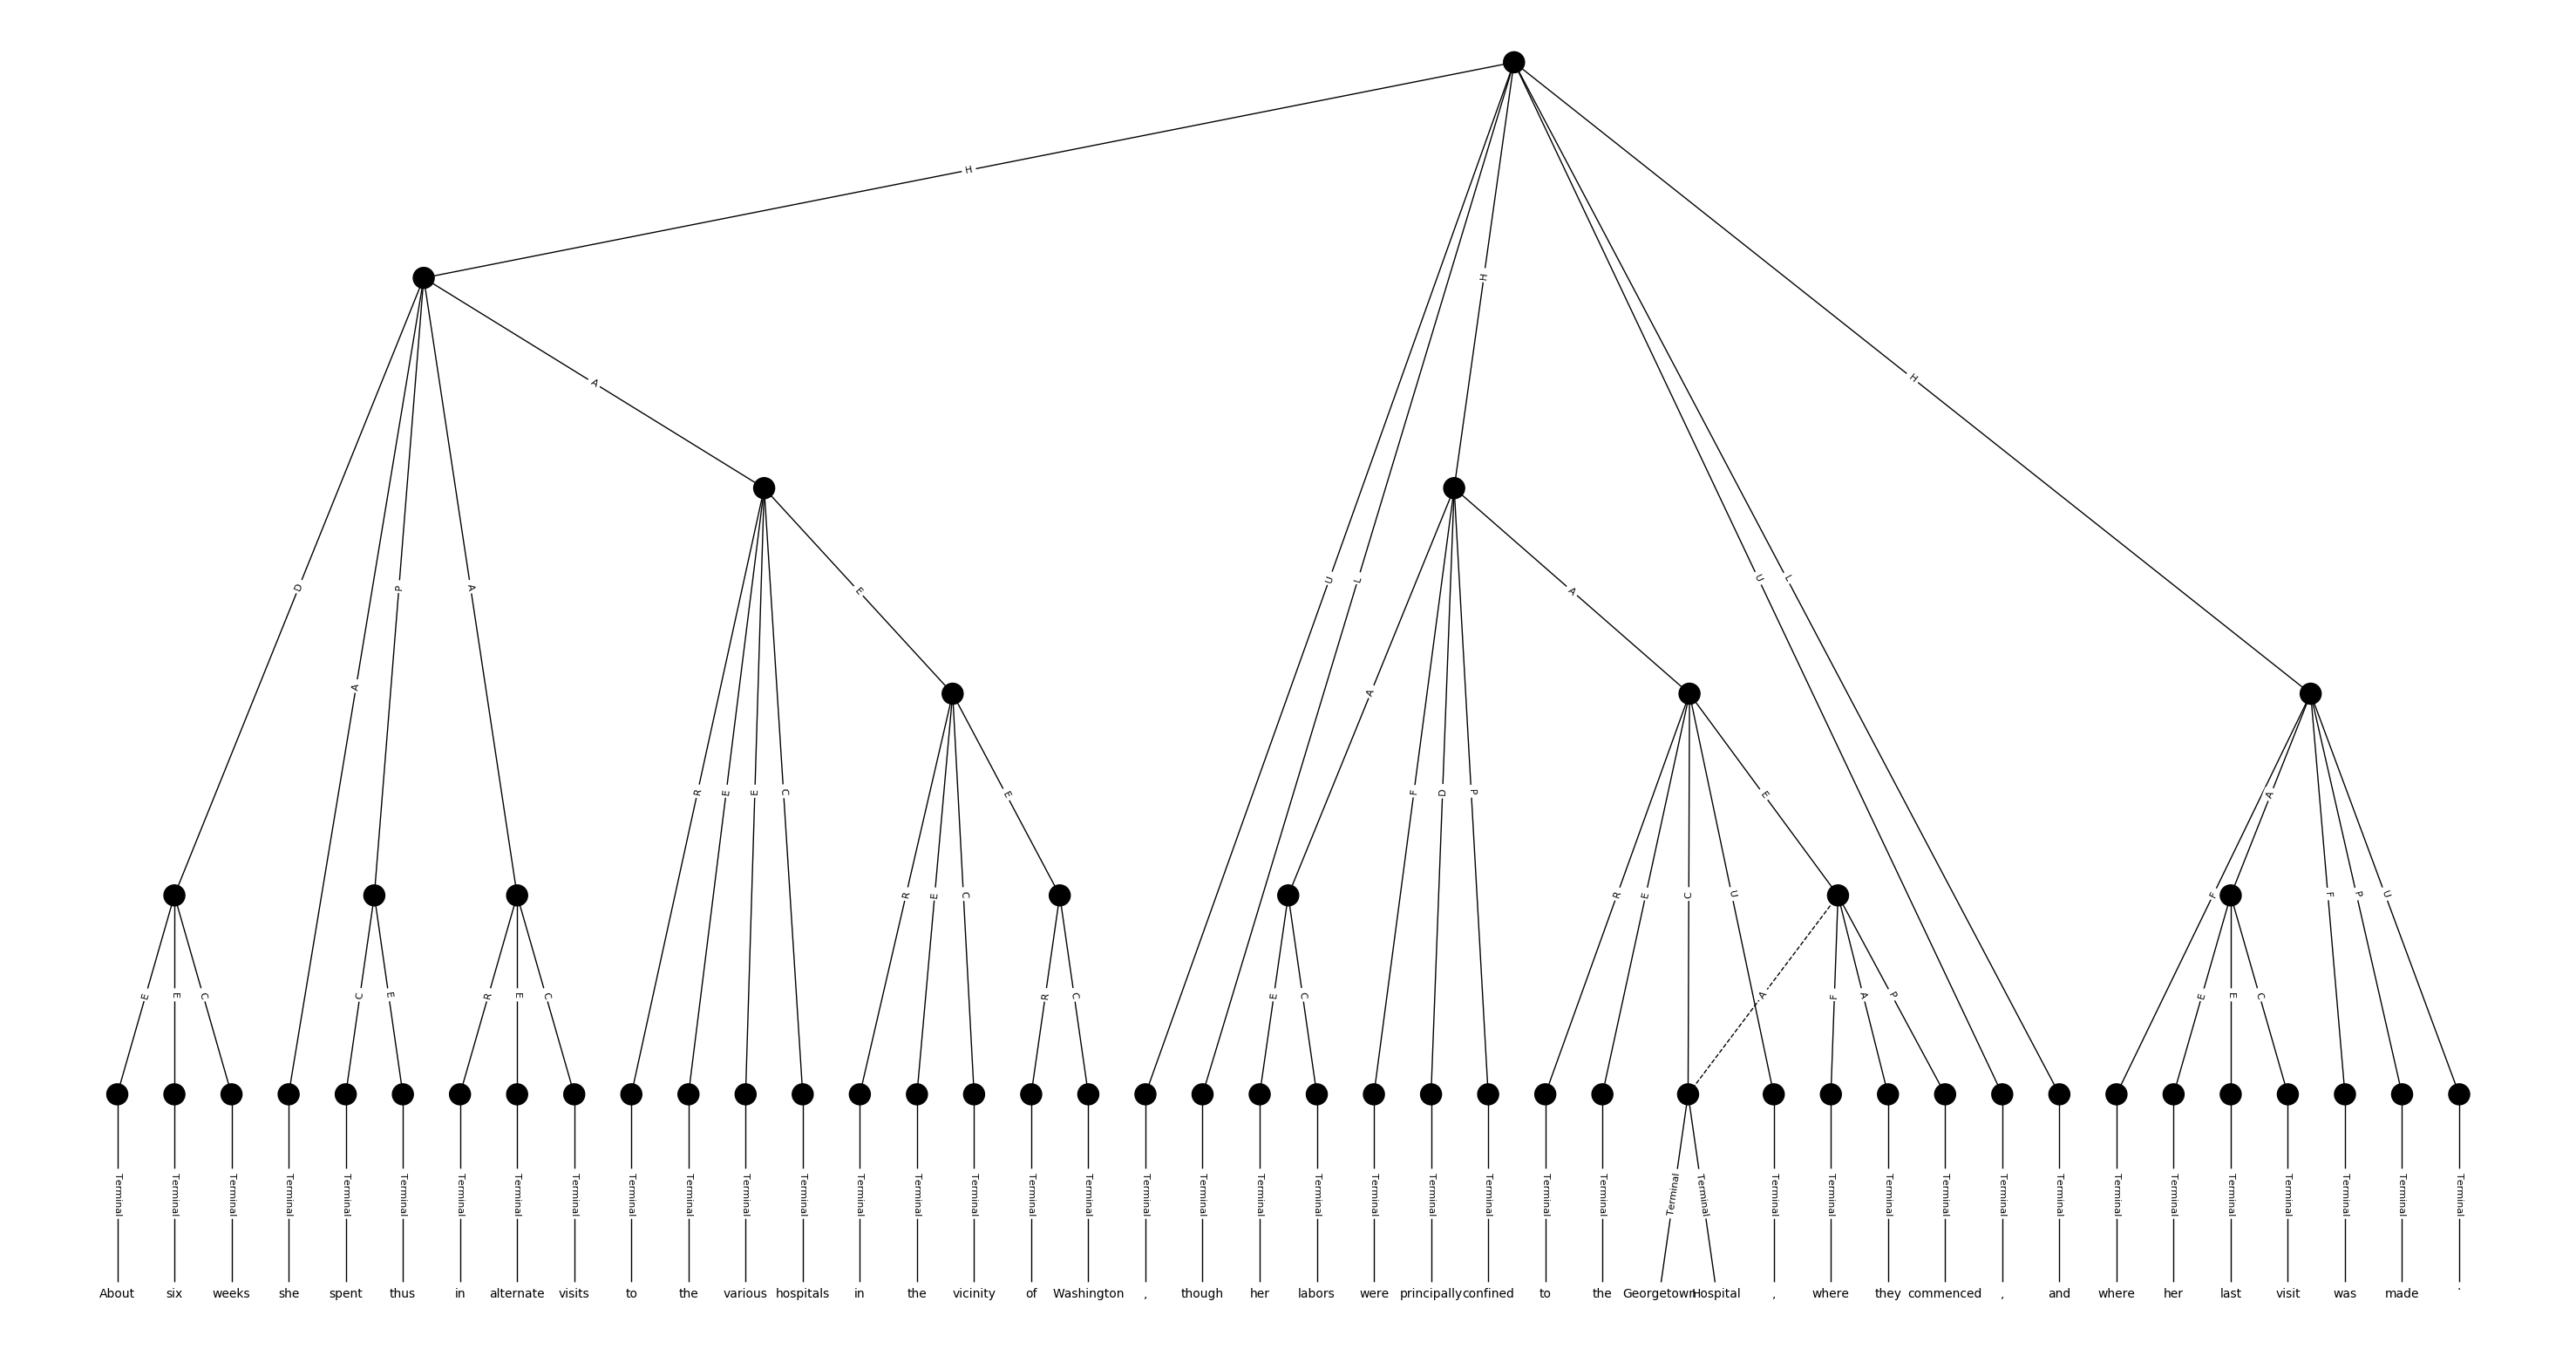 H
H
H
A
D
P
A
U
L
U
L
E
A
A
A
R
E
E
C
F
D
P
E
E
A
R
E
C
R
E
C
U
F
F
P
U
E
E
C
C
E
R
E
C
R
C
E
C
A
F
A
P
E
E
C
Terminal Terminal Terminal Terminal Terminal Terminal Terminal Terminal Terminal Terminal Terminal Terminal Terminal Terminal Terminal Terminal Terminal Terminal Terminal Terminal Terminal Terminal Terminal Terminal Terminal Terminal Terminal Terminal Terminal Terminal Terminal Terminal Terminal Terminal Terminal Terminal Terminal Terminal Terminal Terminal Terminal Terminal
About six weeks she spent thus in alternate visits to the various hospitals in the vicinity of Washington , though her labors were principally confined to the Georgetown Hospital , where they commenced , and where her last visit was made .